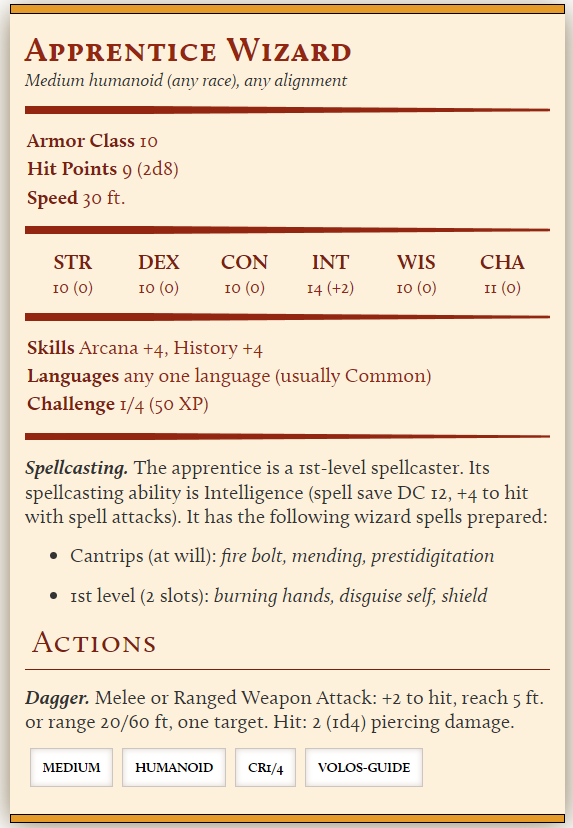 Apprentice Wizard
Medium humanoid (any race), any alignment
Armor Class 10
Hit Points 9 (2d8)
Speed 30 ft.
STR DEX CON INT WIS CHA
10 (0) 10 (0) 10 (0) 14 (+2) 10 (0) 11 (0)
Skills Arcana +4, History +4
Languages any one language (usually Common)
Challenge 1/4 (50 XP)
Spellcasting. The apprentice is a 1st-level spellcaster. Its
spellcasting ability is Intelligence (spell save DC 12, +4 to hit
with spell attacks). It has the following wizard spells prepared:
• Cantrips (at will): fire bolt, mending, prestidigitation
• 1st level (2 slots): burning hands, disguise self, shield
Actions
Dagger. Melee or Ranged Weapon Attack: +2 to hit, reach 5 ft.
or range 20/60 ft, one target. Hit: 2 (1d4) piercing damage.
MEDIUM HUMANOID CR1/4 VOLOS-GUIDE